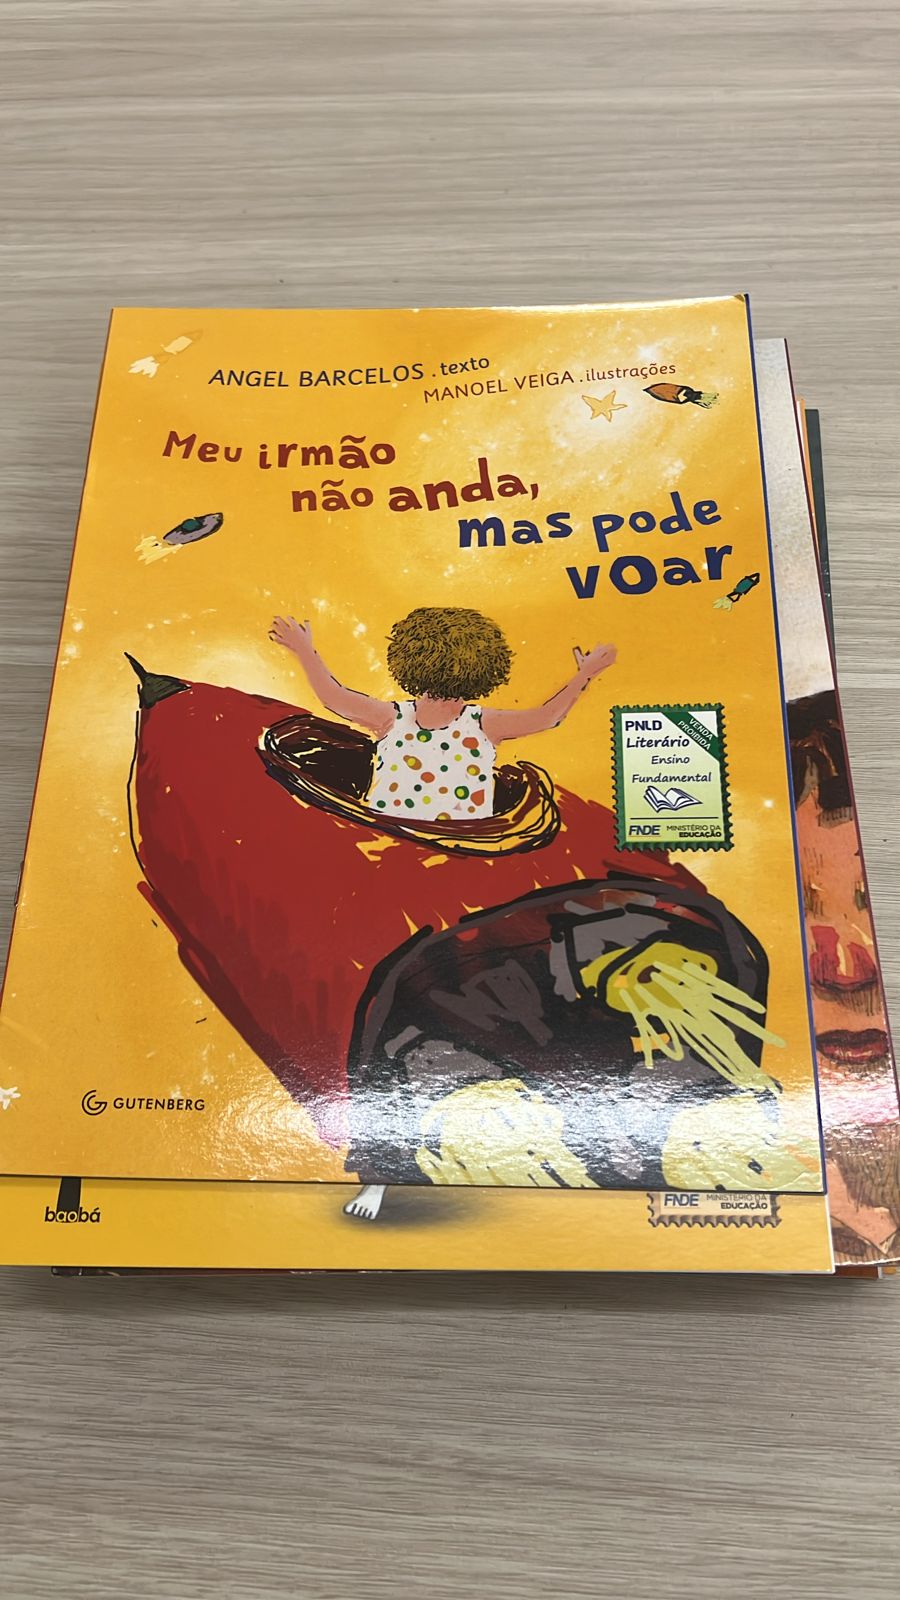 ANGEL BARCELOS .texto
MANOEL VEIGA .ilustrações
Meu irmão
não anda,
mas pode
voar
PNLD
VENDA
PROIBIDA
Literário
Ensino
Fundamental
FNDE MINISTÉRIO DA
EDUCAÇÃO
GUTENBERG
baobá
FNDE MINISTÉRIO DA
EDUCAÇÃO